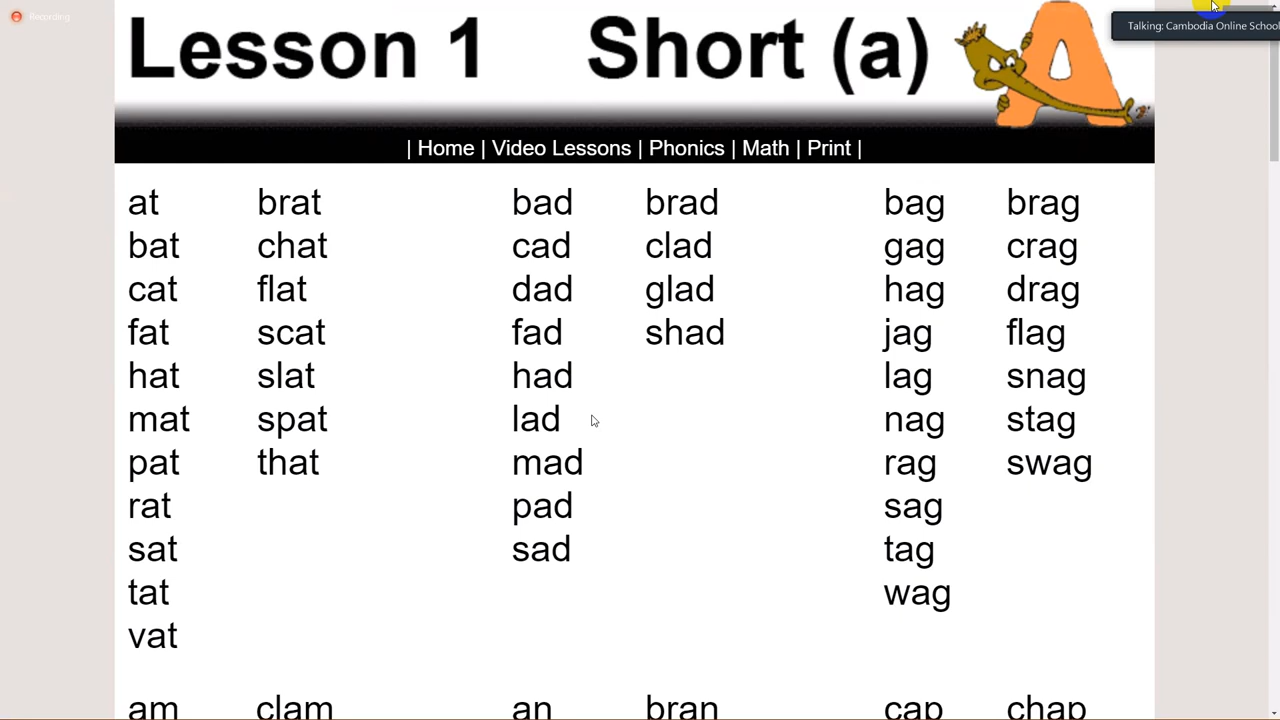 Recording
Talking: Cambodia Online School
Lesson 1 Short (a)
| Home | Video Lessons | Phonics | Math | Print |
at brat bad brad bag brag
bat chat cad clad gag crag
cat flat dad glad hag drag
fat scat fad shad jag flag
hat slat had lag snag
mat spat lad nag stag
pat that mad rag swag
rat pad sag
sat sad tag
tat wag
vat
am clam an bran cap chap